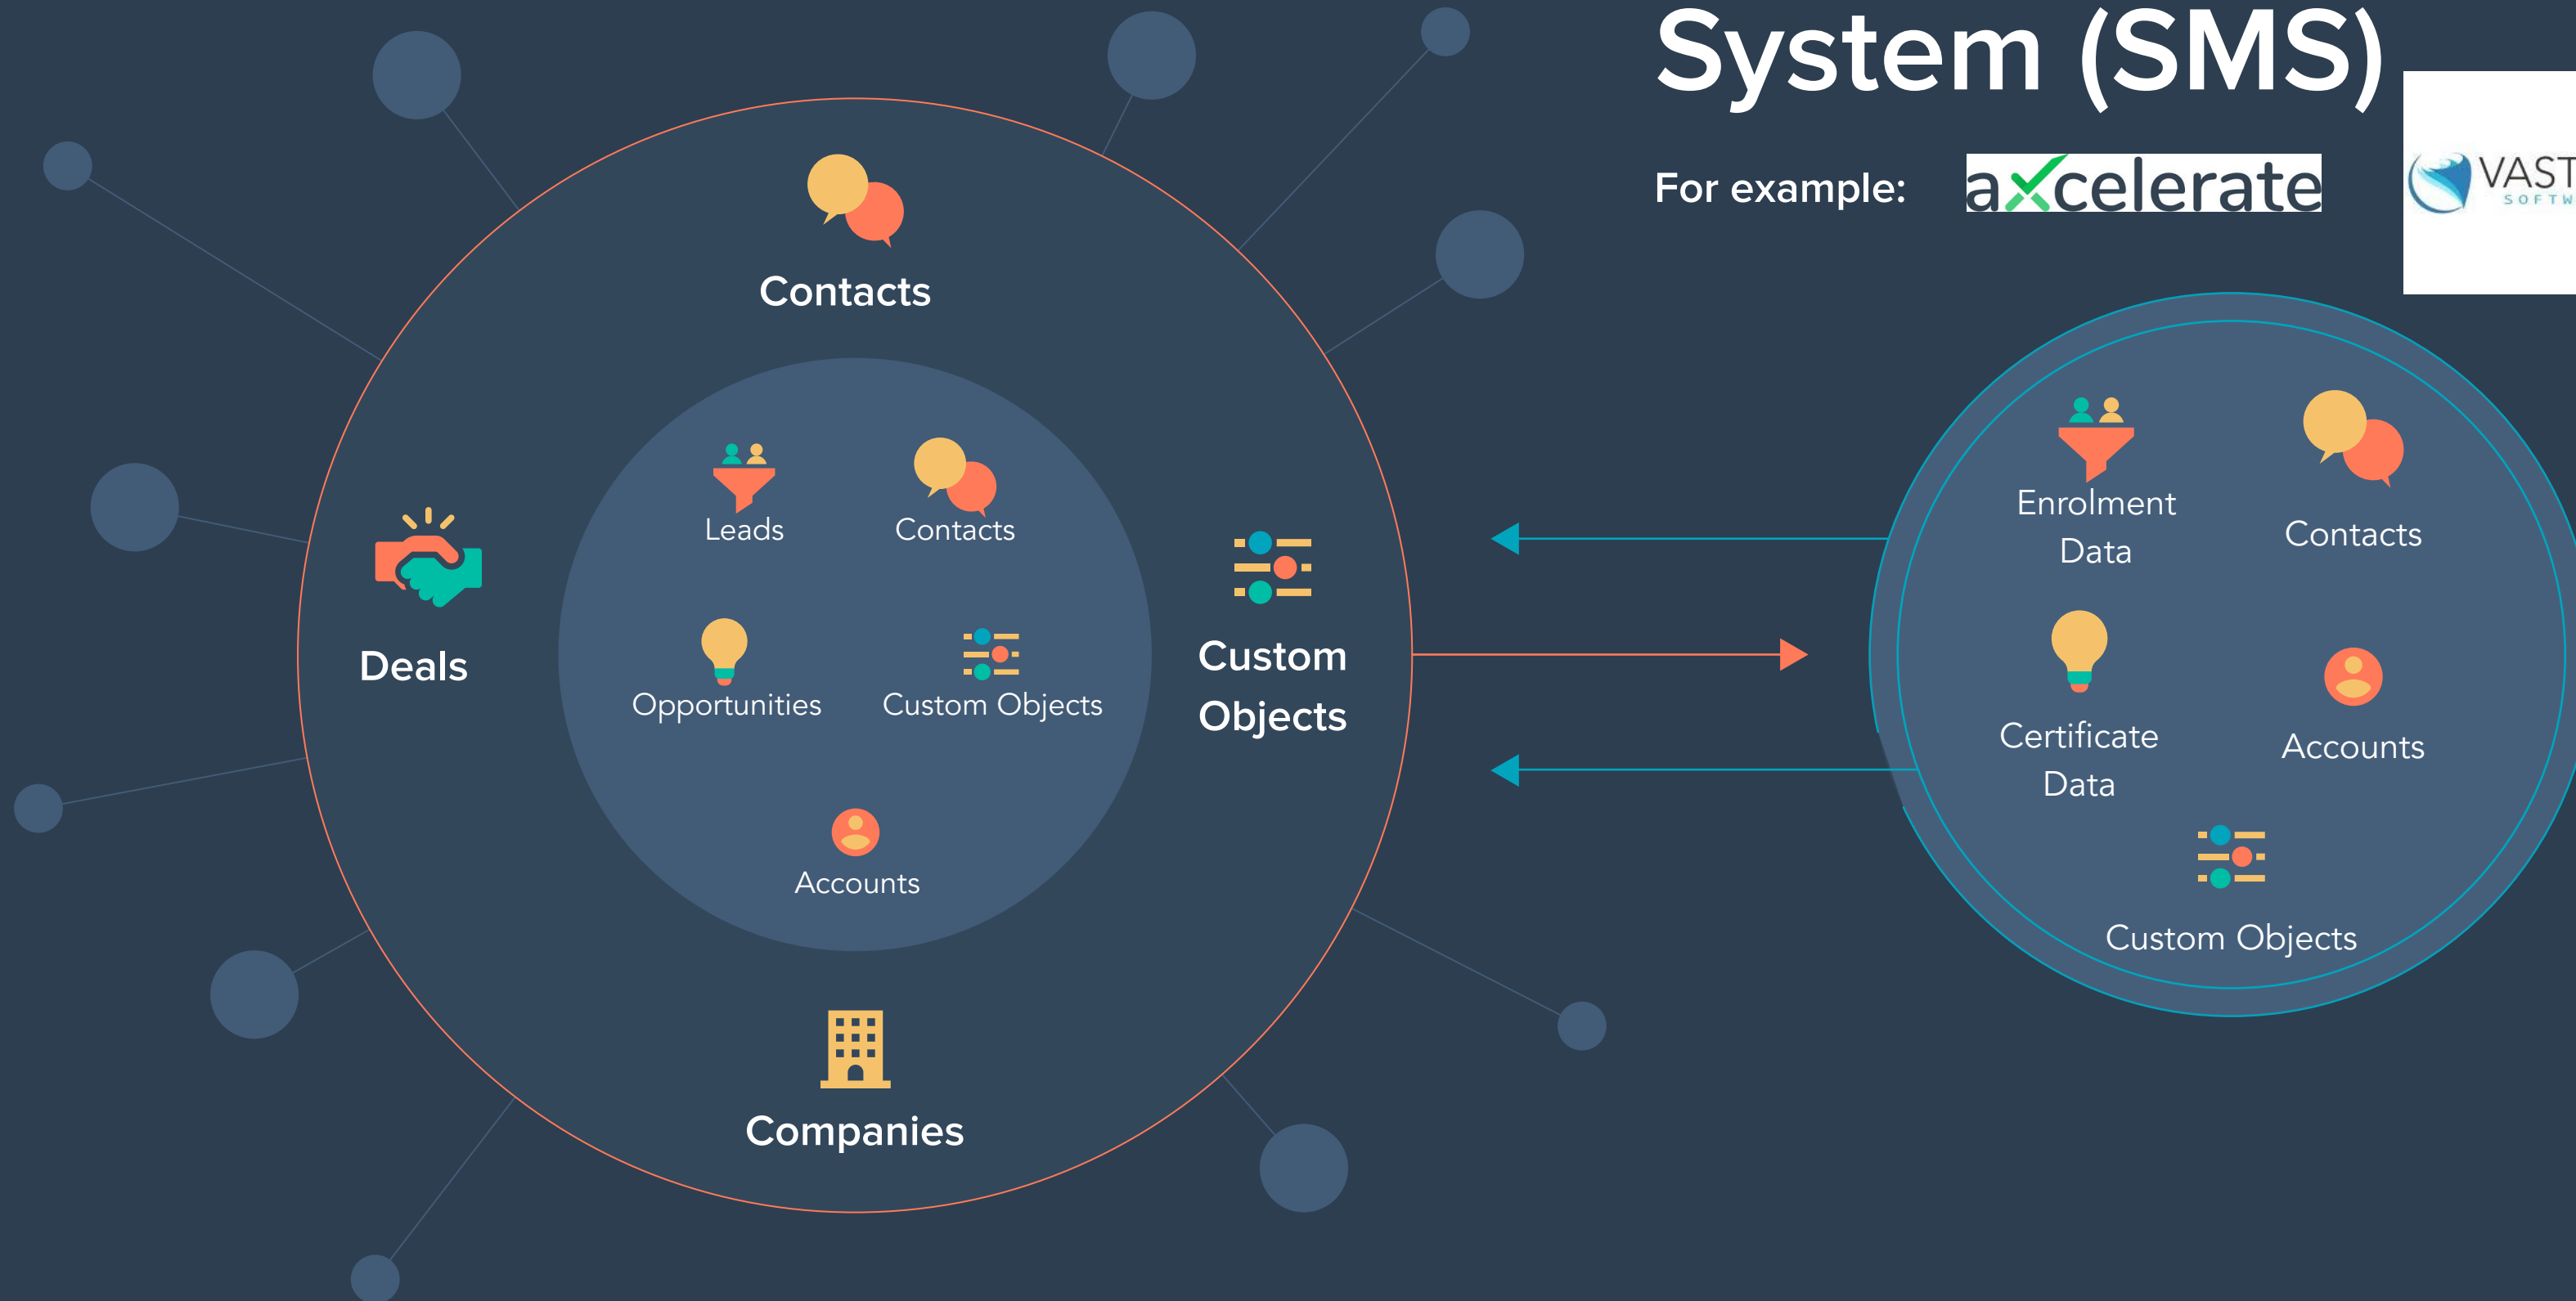 System (SMS)
For example:
axcelerate
Contacts
Leads
Contacts
Opportunities
Custom Objects
Accounts
Deals
Custom
Objects
Companies
Enrolment
Data
Contacts
Certificate
Data
Accounts
Custom Objects